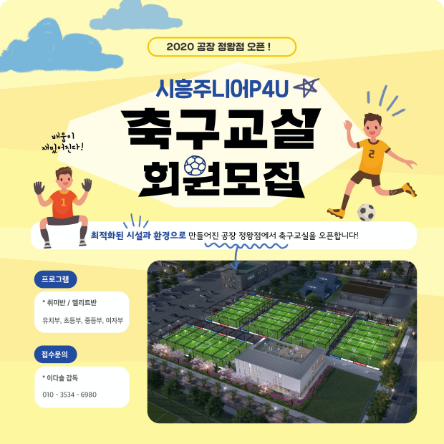 2020 공장 정왕점 오픈 !
시흥주니어P4U
축구교실
회원모집
배움이
재밌어진다!
최적화된 시설과 환경으로 만들어진 공장 정왕점에서 축구교실을 오픈합니다!
프로그램
* 취미반 / 엘리트반
유치부, 초등부, 중등부, 여자부
접수문의
* 이다솔 감독
010 - 3534 - 6980